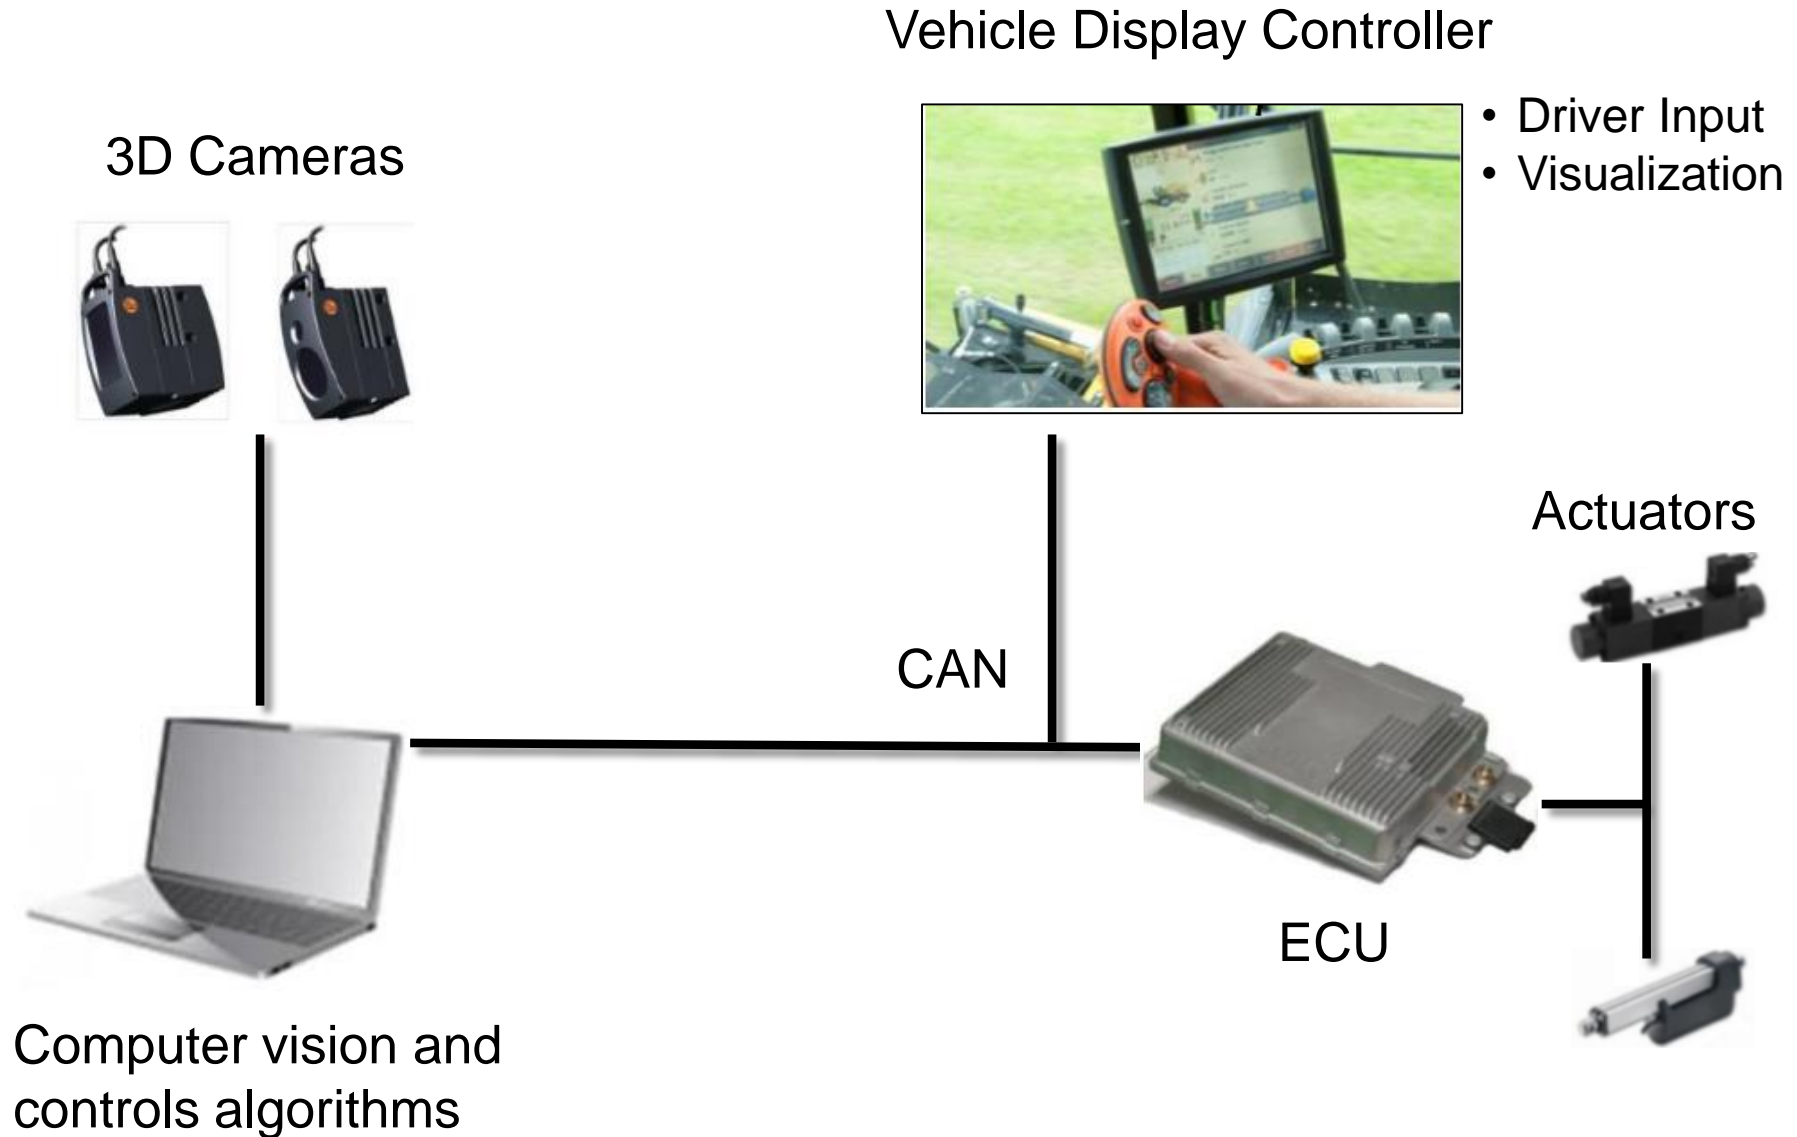 Vehicle Display Controller
• Driver Input
• Visualization
3D Cameras
Actuators
CAN
ECU
Computer vision and
controls algorithms